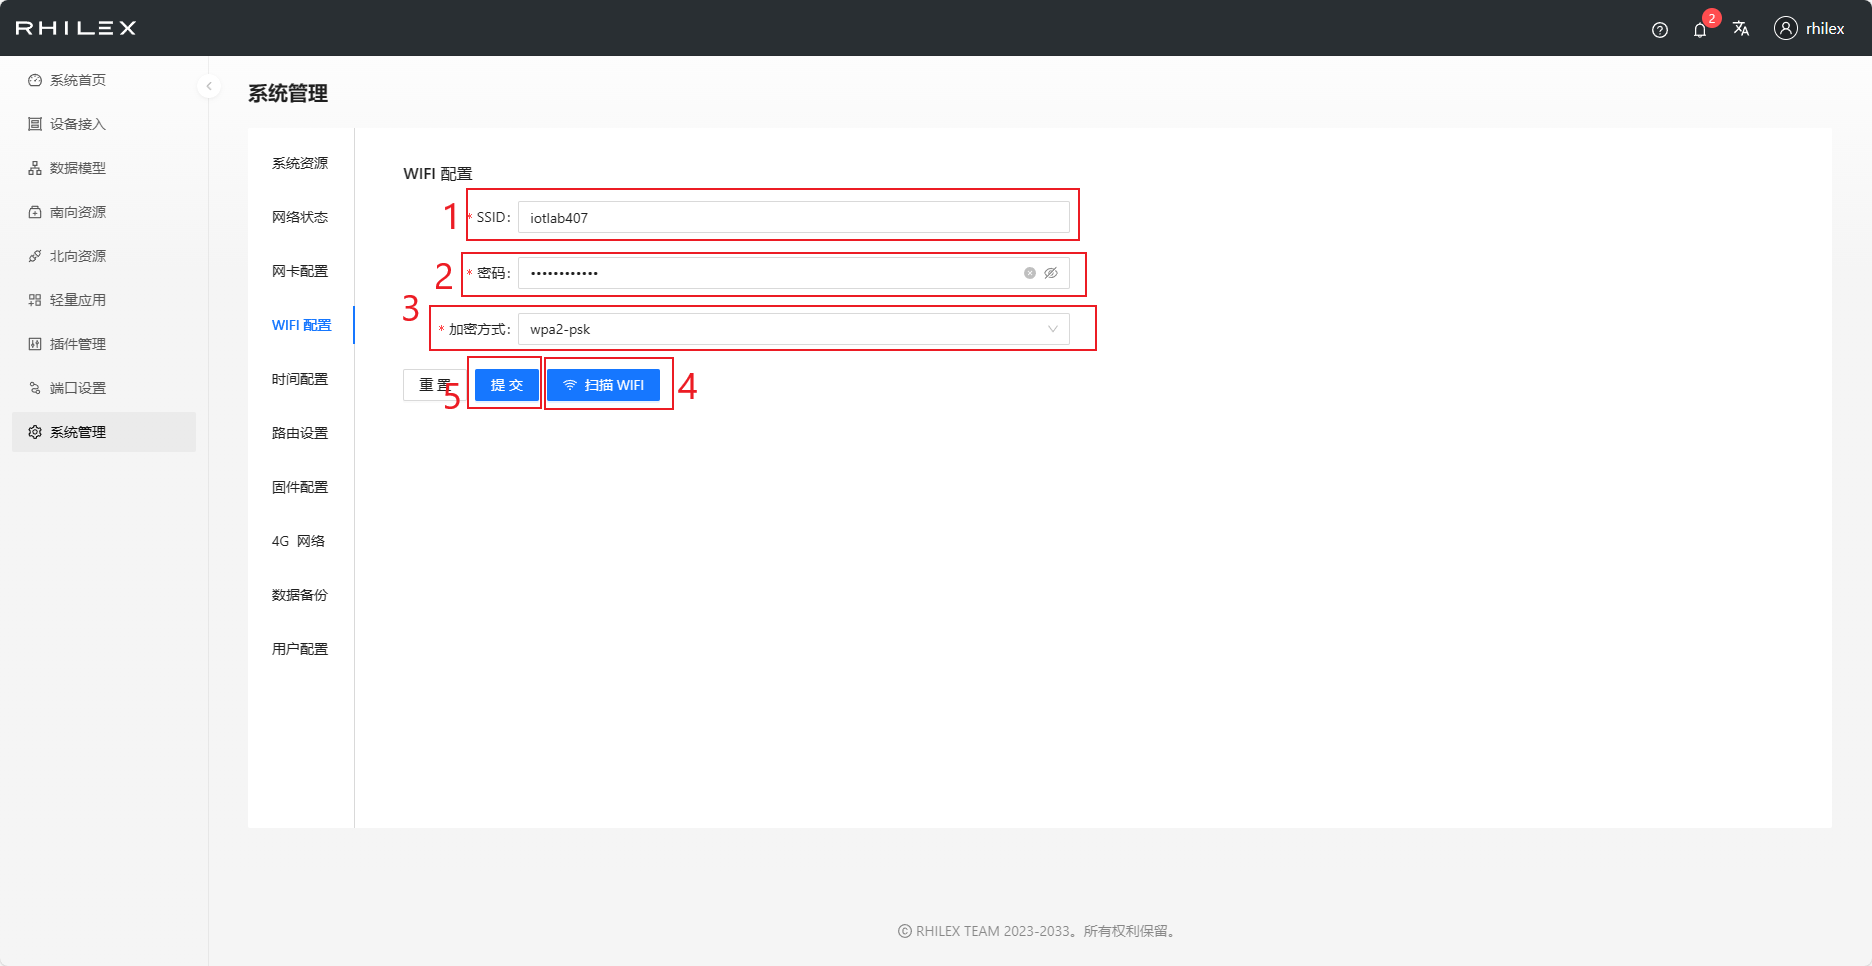 RHILEX
2
rhilex
系统首页
设备接入
数据模型
南向资源
北向资源
轻量应用
插件管理
端口设置
系统管理
系统管理
系统资源
网络状态
网卡配置
WIFI 配置
时间配置
路由设置
固件配置
4G 网络
数据备份
用户配置
WIFI 配置
1
* SSID: iotlab407
2
* 密码: ••••••••••••
3
* 加密方式: wpa2-psk
重 置
5
提 交
扫描 WIFI
4
© RHILEX TEAM 2023-2033。所有权利保留。